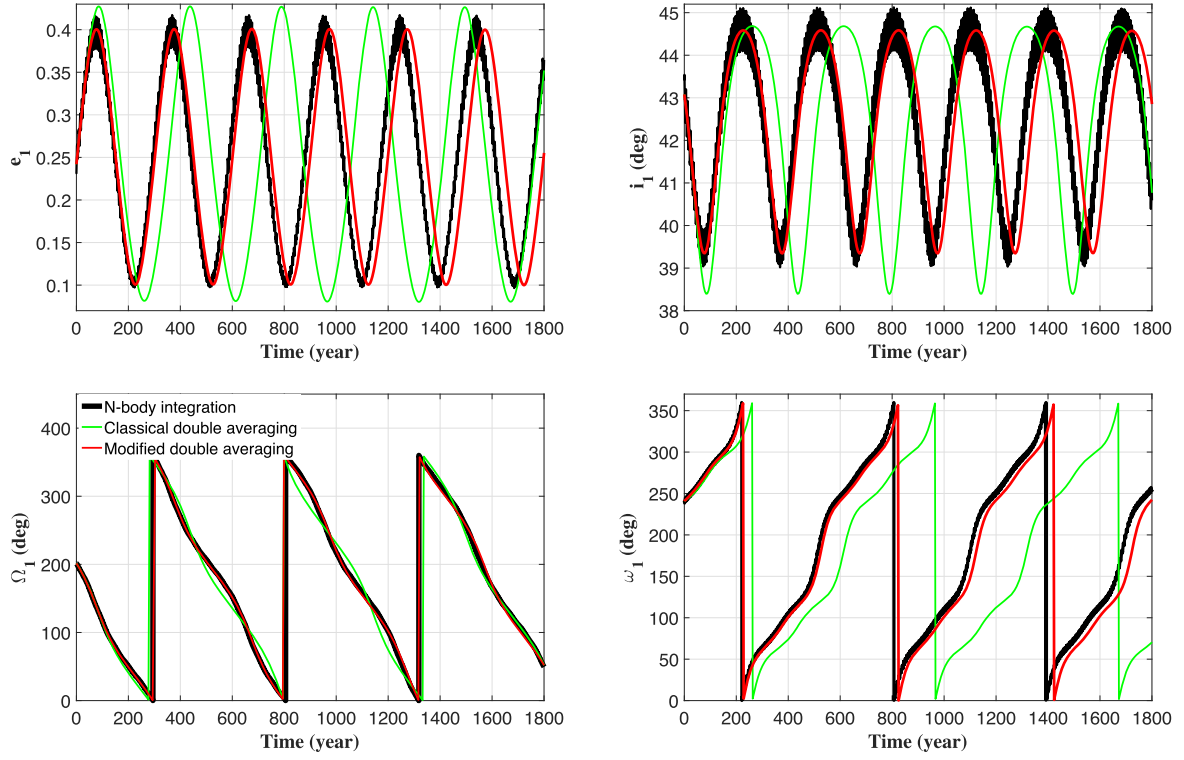 0.4
0.35
0.3
0.25
0.2
0.15
0.1
e1
0 200 400 600 800 1000 1200 1400 1600 1800
Time (year)
45
44
43
42
41
40
39
38
i1 (deg)
0 200 400 600 800 1000 1200 1400 1600 1800
Time (year)
N-body integration
Classical double averaging
Modified double averaging
400
300
200
100
0
Ω1 (deg)
0 200 400 600 800 1000 1200 1400 1600 1800
Time (year)
350
300
250
200
150
100
50
0
ω1 (deg)
0 200 400 600 800 1000 1200 1400 1600 1800
Time (year)